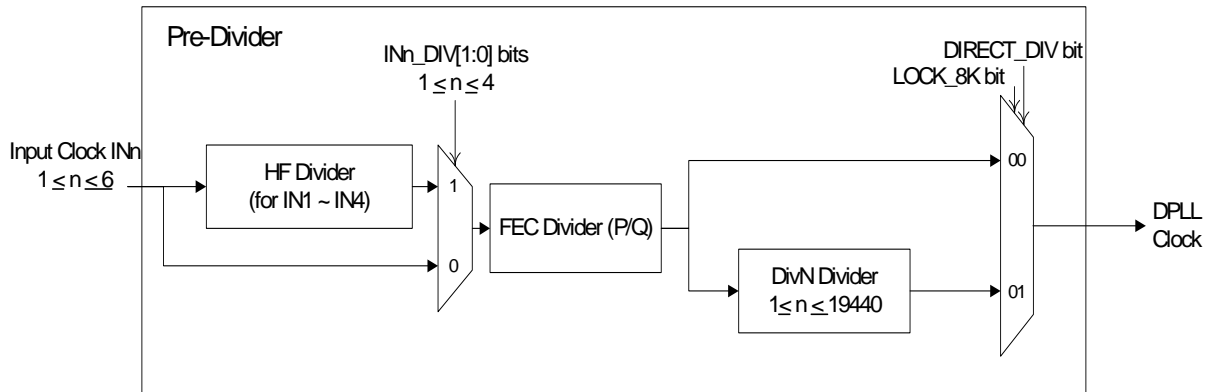 Pre-Divider
INn_DIV[1:0] bits
1 ≤ n ≤ 4
DIRECT_DIV bit
LOCK_8K bit
Input Clock INn
1 ≤ n ≤ 6
HF Divider
(for IN1 ~ IN4)
1
0
FEC Divider (P/Q)
00
DivN Divider
1 ≤ n ≤ 19440
01
DPLL
Clock